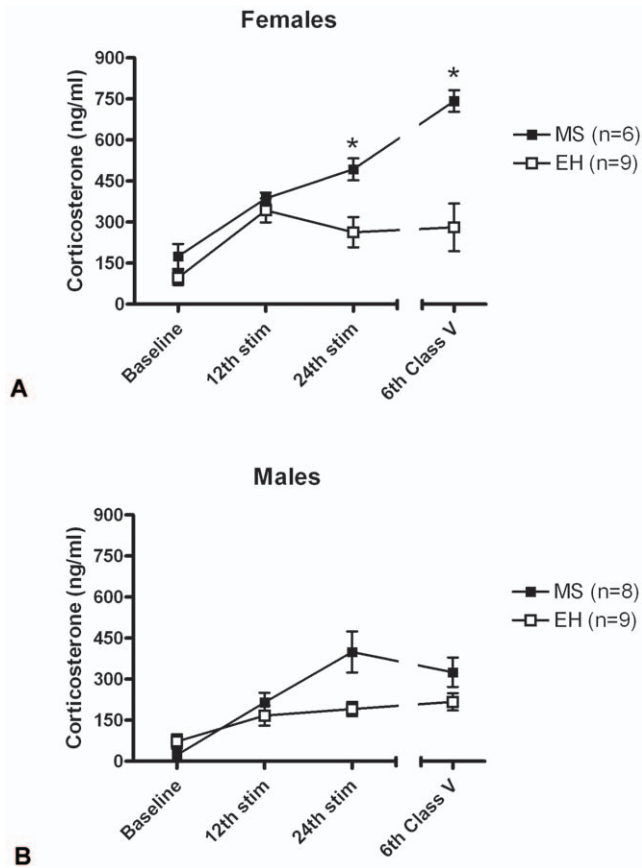 Females
Corticosterone (ng/ml)
900
750
600
450
300
150
0
*
*
Baseline
12th stim
24th stim
6th Class V
MS (n=6)
EH (n=9)
A
Males
Corticosterone (ng/ml)
900
750
600
450
300
150
0
Baseline
12th stim
24th stim
6th Class V
MS (n=8)
EH (n=9)
B